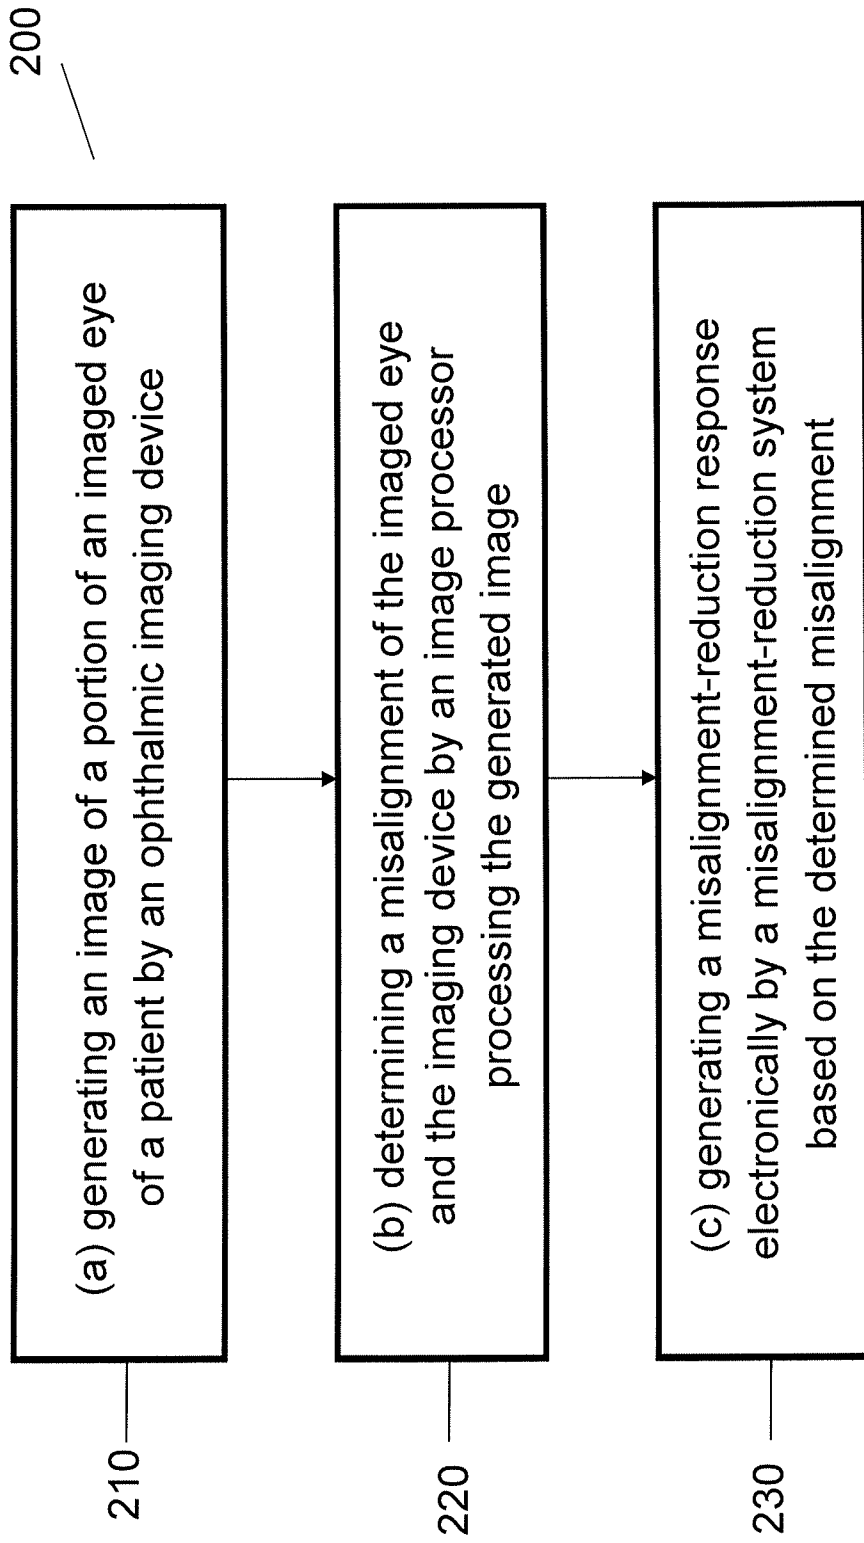 200
210
(a) generating an image of a portion of an imaged eye
of a patient by an ophthalmic imaging device
220
(b) determining a misalignment of the imaged eye
and the imaging device by an image processor
processing the generated image
230
(c) generating a misalignment-reduction response
electronically by a misalignment-reduction system
based on the determined misalignment